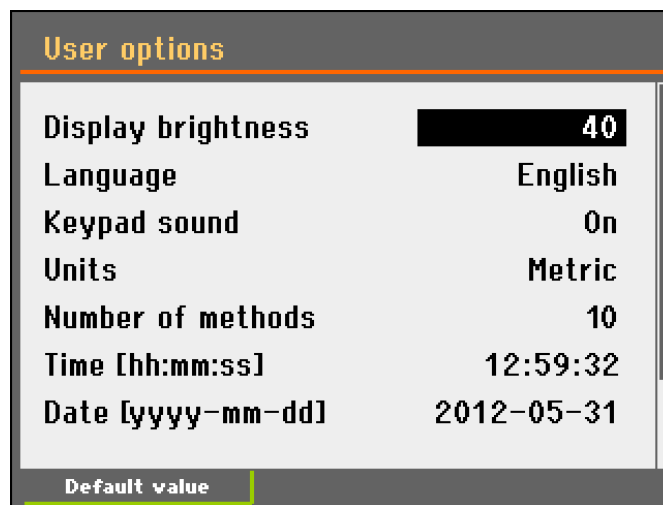 User options
Display brightness 40
Language English
Keypad sound On
Units Metric
Number of methods 10
Time [hh:mm:ss] 12:59:32
Date [yyyy-mm-dd] 2012-05-31
Default value